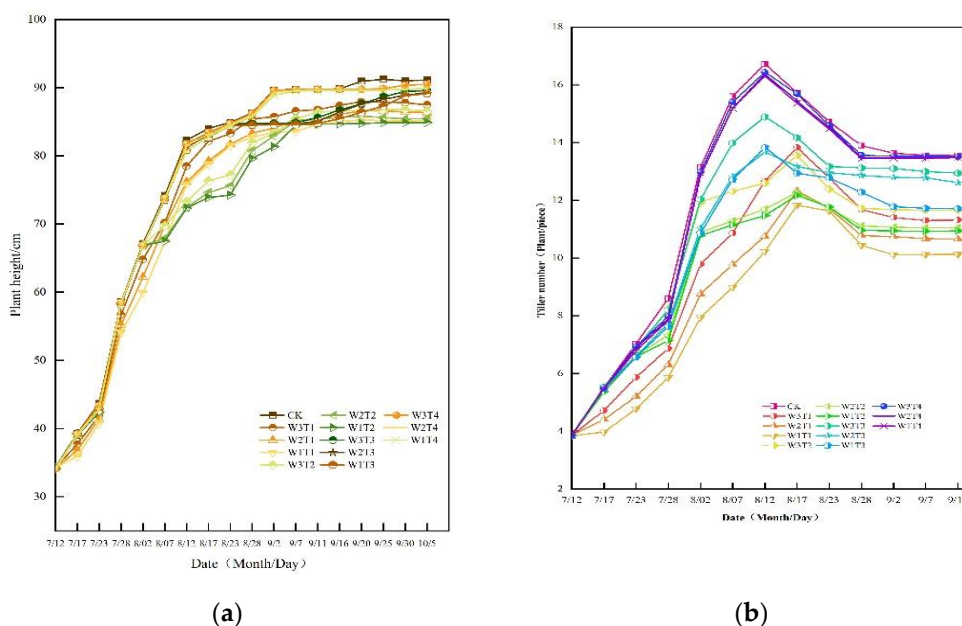 100
90
80
70
60
50
40
30
Plant height/cm
7/12 7/17 7/23 7/28 8/02 8/07 8/12 8/17 8/23 8/28 9/2 9/7 9/11 9/16 9/20 9/25 9/30 10/5
Date（Month/Day）
CK W2T2 W3T4
W3T1 W1T2 W2T4
W2T1 W3T3 W1T4
W1T1 W2T3
W3T2 W1T3
(a)
16
14
12
10
8
6
4
2
Tiller number（Plant/piece）
7/12 7/17 7/23 7/28 8/02 8/07 8/12 8/17 8/23 8/28 9/2 9/7 9/1
Date（Month/Day）
CK W2T2 W3T4
W3T1 W1T2 W2T4
W2T1 W3T3 W1T4
W1T1 W2T3
W3T2 W1T3
(b)